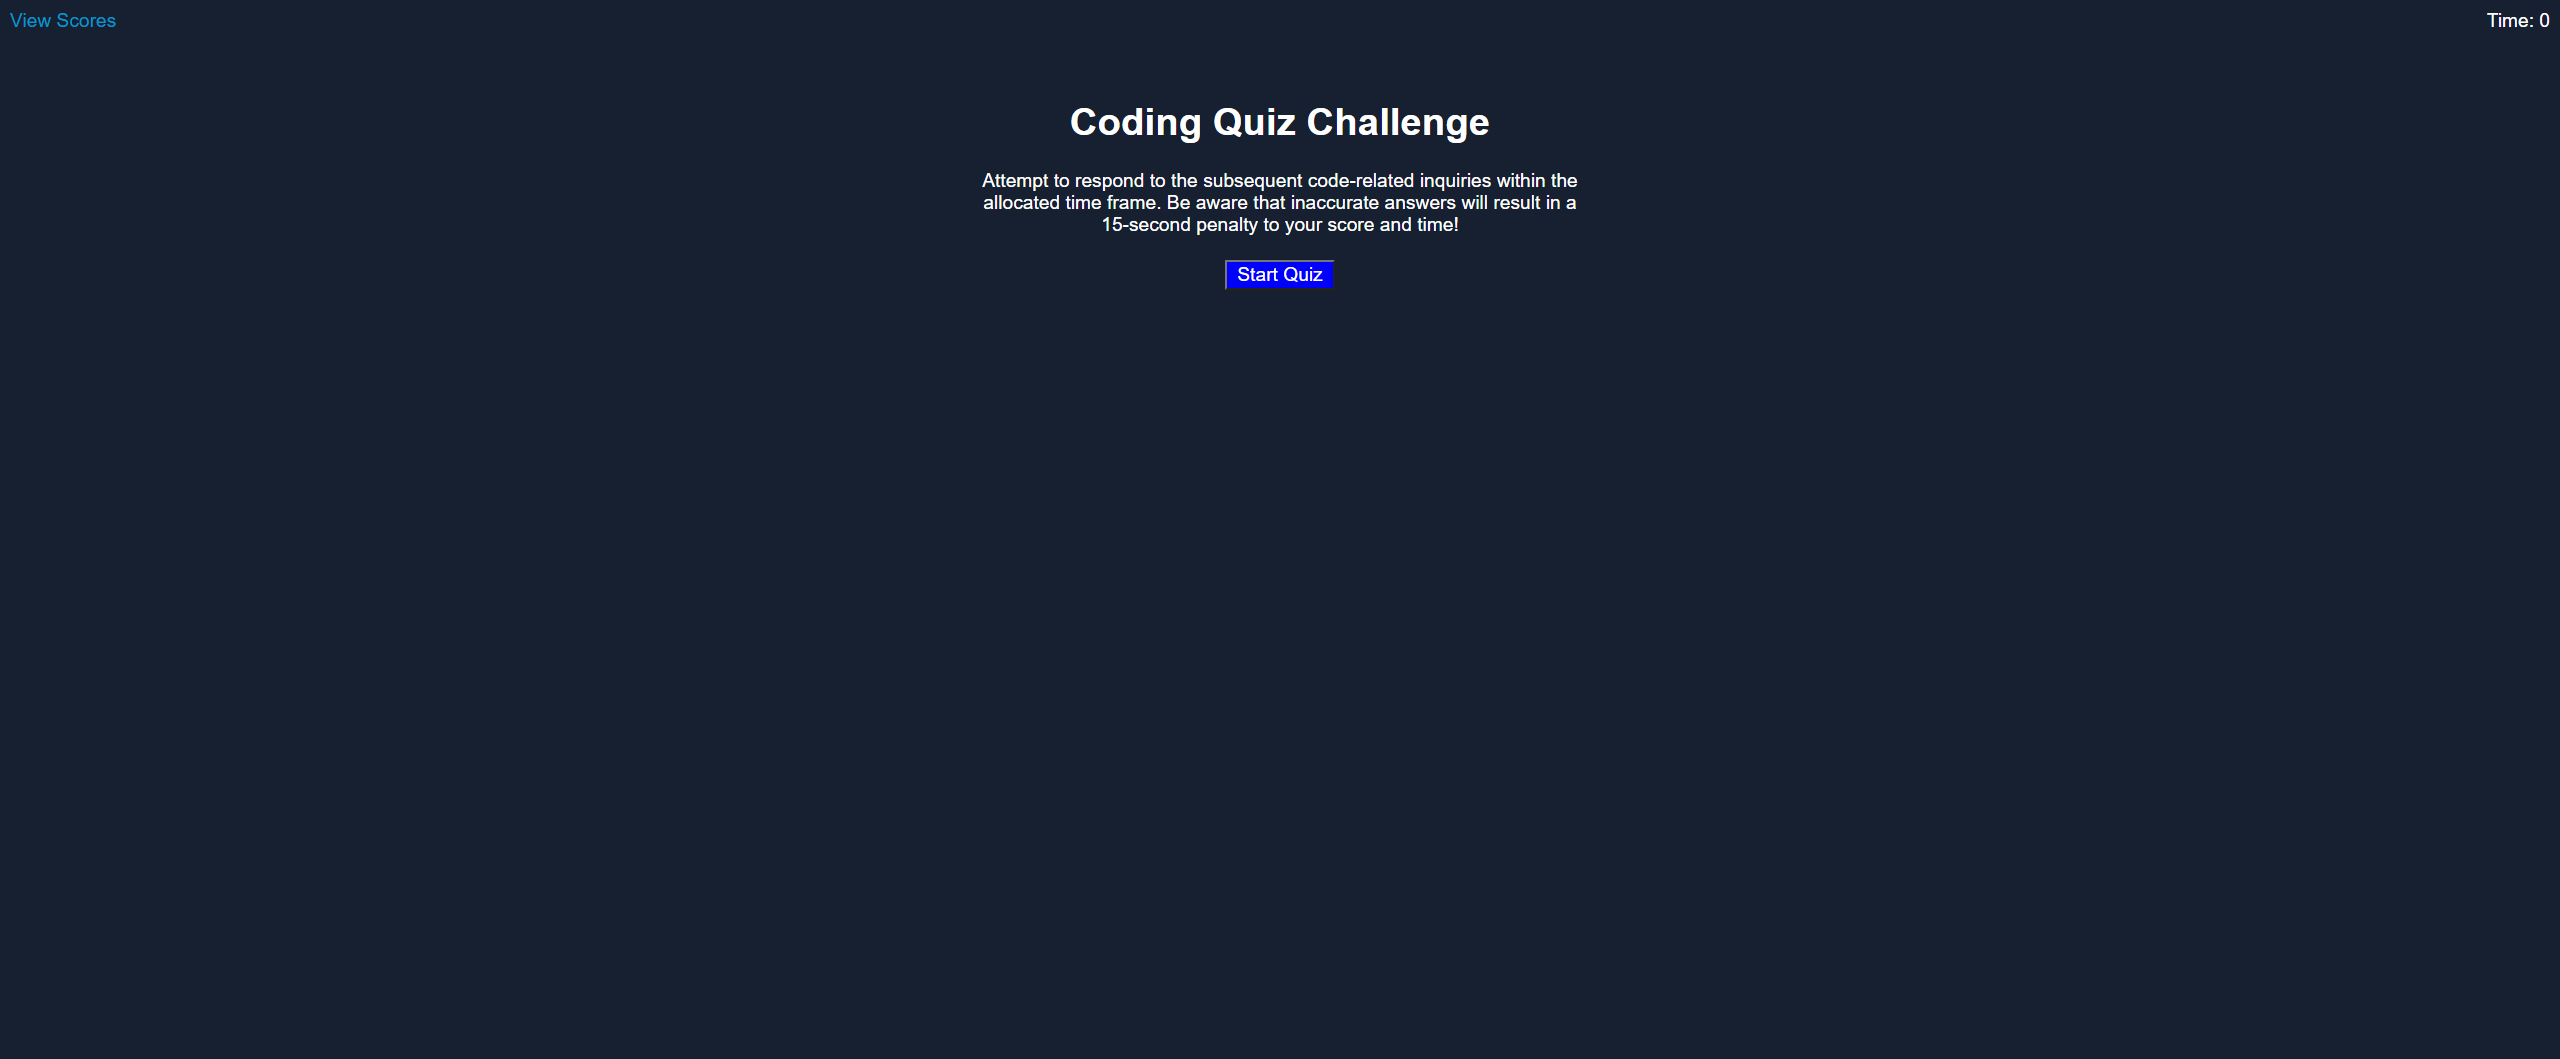 View Scores
Time: 0
Coding Quiz Challenge
Attempt to respond to the subsequent code-related inquiries within the
allocated time frame. Be aware that inaccurate answers will result in a
15-second penalty to your score and time!
Start Quiz